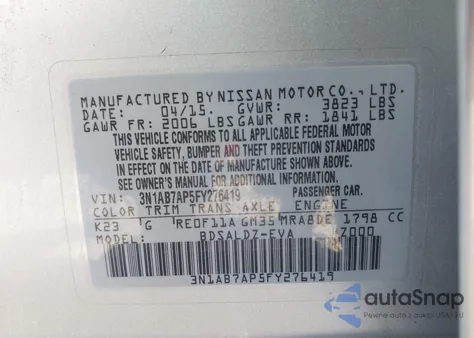 MANUFACTURED BY NISSAN MOTOR CO., LTD.
DATE: 04/15. GVWR: 3823 LBS
GAWR FR: 2006 LBS GAWR RR: 1841 LBS
THIS VEHICLE CONFORMS TO ALL APPLICABLE FEDERAL MOTOR
VEHICLE SAFETY, BUMPER AND THEFT PREVENTION STANDARDS
IN EFFECT ON THE DATE OF MANUFACTURE SHOWN ABOVE.
SEE OWNER'S MANUAL.
VIN: 3N1AB7AP5FY276419 PASSENGER CAR.
COLOR TRIM TRANS AXLE ENGINE
K23 G RE0F11A GM35 MRA8DE 1798 CC
MODEL: BDSALDZ-EVA
3N1AB7AP5FY276419
autoSnap